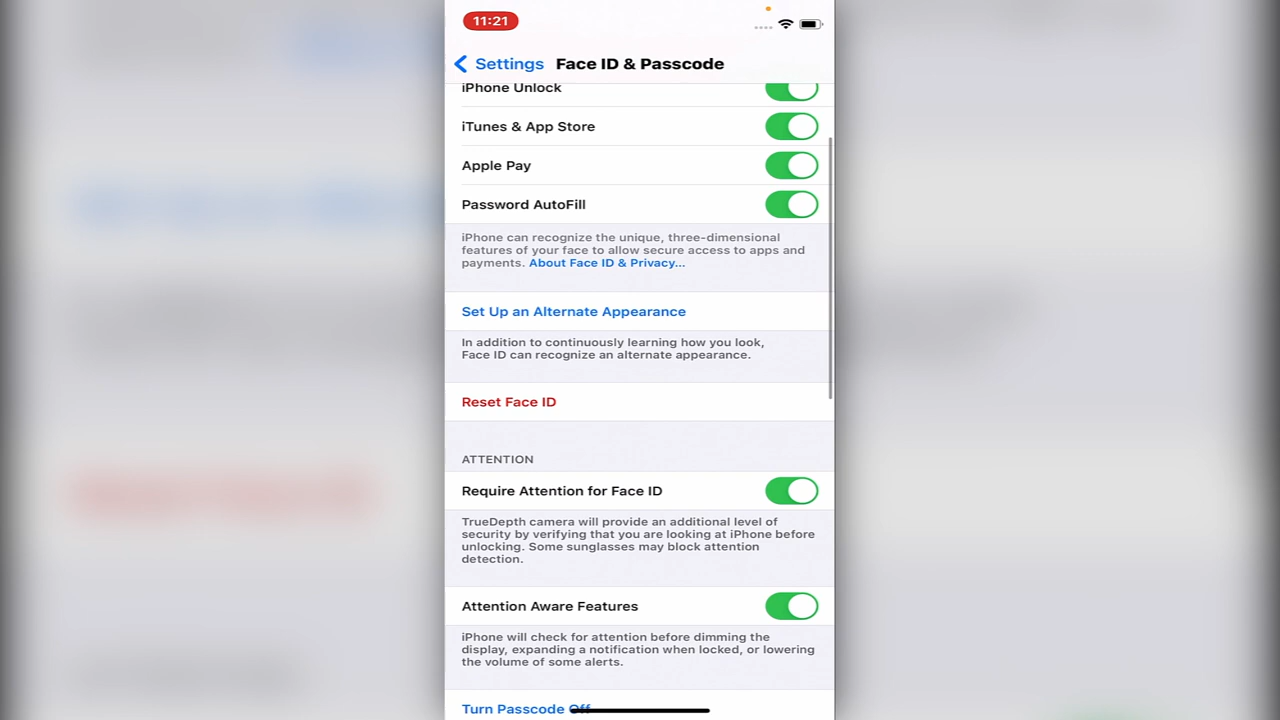 11:21
Settings Face ID & Passcode
iPhone Unlock
iTunes & App Store
Apple Pay
Password AutoFill
iPhone can recognize the unique, three-dimensional
features of your face to allow secure access to apps and
payments. About Face ID & Privacy...
Set Up an Alternate Appearance
In addition to continuously learning how you look,
Face ID can recognize an alternate appearance.
Reset Face ID
ATTENTION
Require Attention for Face ID
TrueDepth camera will provide an additional level of
security by verifying that you are looking at iPhone before
unlocking. Some sunglasses may block attention
detection.
Attention Aware Features
iPhone will check for attention before dimming the
display, expanding a notification when locked, or lowering
the volume of some alerts.
Turn Passcode Off